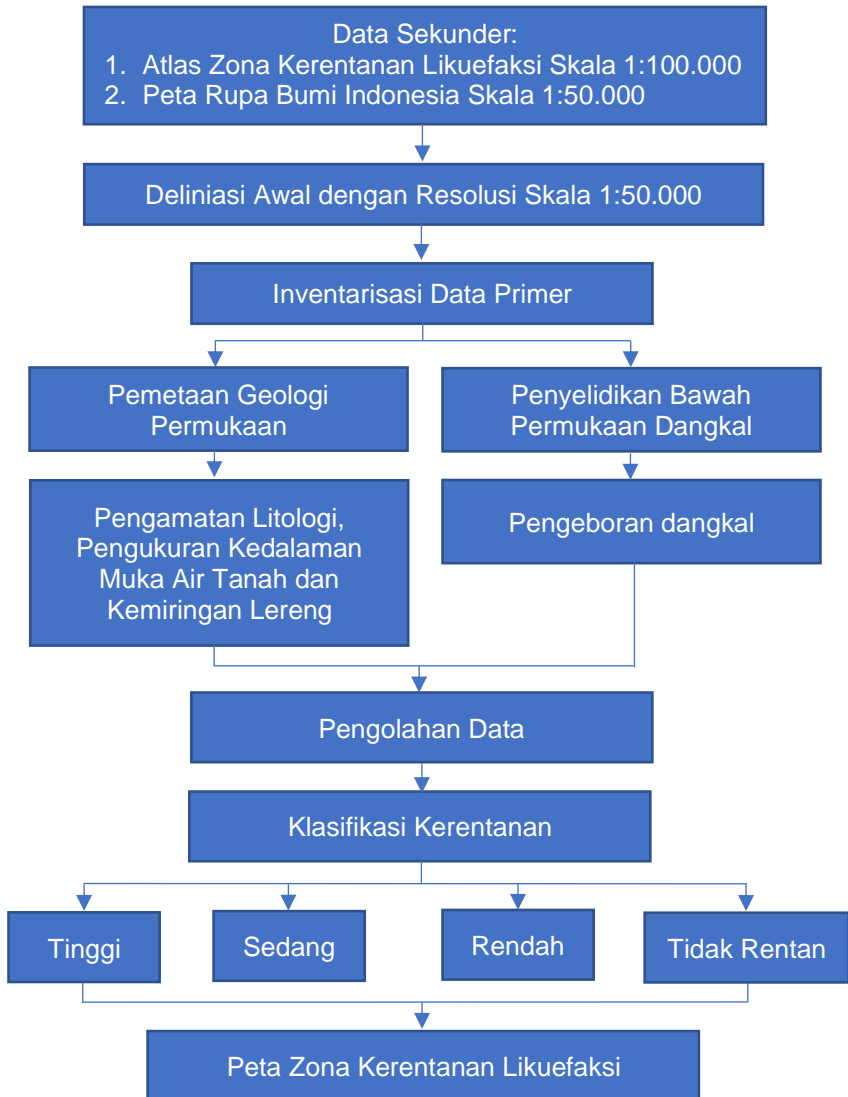 Data Sekunder:
1. Atlas Zona Kerentanan Likuefaksi Skala 1:100.000
2. Peta Rupa Bumi Indonesia Skala 1:50.000
Deliniasi Awal dengan Resolusi Skala 1:50.000
Inventarisasi Data Primer
Pemetaan Geologi
Permukaan
Penyelidikan Bawah
Permukaan Dangkal
Pengamatan Litologi,
Pengukuran Kedalaman
Muka Air Tanah dan
Kemiringan Lereng
Pengeboran dangkal
Pengolahan Data
Klasifikasi Kerentanan
Tinggi
Sedang
Rendah
Tidak Rentan
Peta Zona Kerentanan Likuefaksi